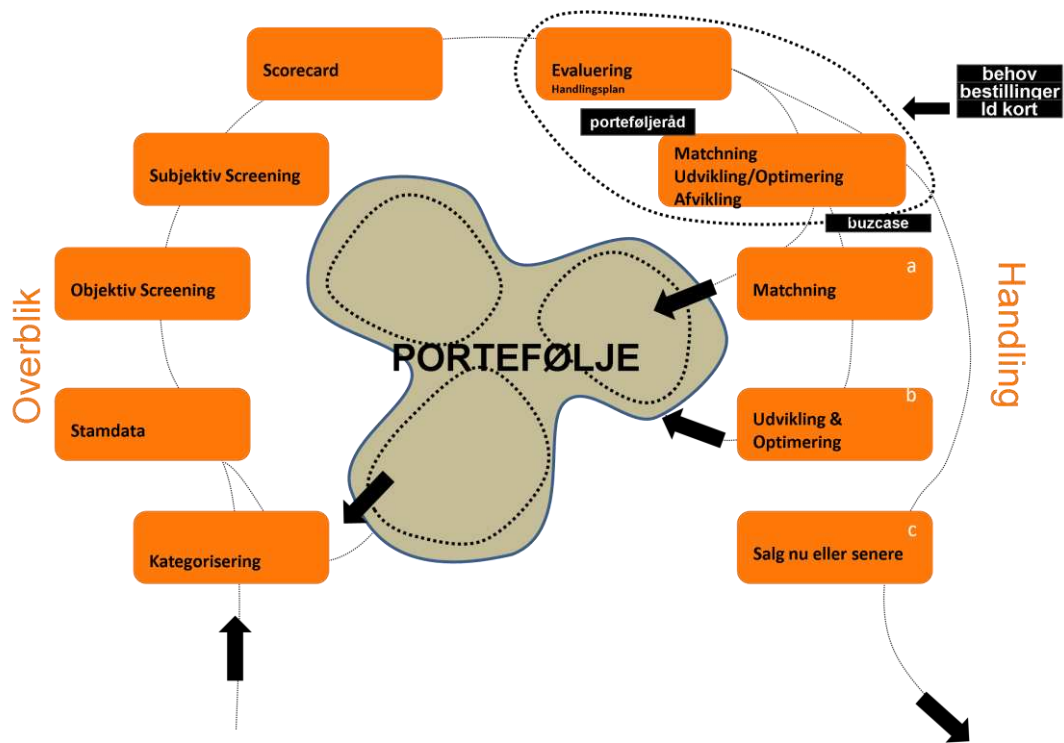 Scorecard
Evaluering
Handlingsplan
behov
bestillinger
Id kort
porteføljeråd
Matchning
Udvikling/Optimering
Afvikling
Subjektiv Screening
buzcase
Objektiv Screening
a
Matchning
Overblik
Handling
PORTEFØLJE
Stamdata
b
Udvikling &
Optimering
Kategorisering
c
Salg nu eller senere